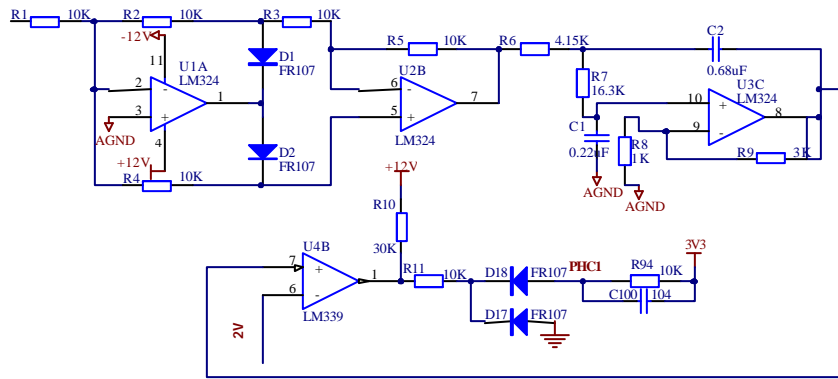 R1 10K R2 10K R3 10K
-12V
11
U1A
LM324
2 -
1
3 +
AGND
4
+12V
R4 10K
D1
FR107
D2
FR107
R5 10K
U2B
6 -
7
5 +
LM324
R6 4.15K
C2
0.68uF
R7
16.3K
U3C
LM324
10 +
8
9 -
C1
0.22uF
R8
1K
R9 3K
AGND
AGND
+12V
R10
30K
U4B
7 +
1
6 -
LM339
2V
R11 10K
D18 FR107
PHC1
R94
10K
3V3
C100 104
D17 FR107